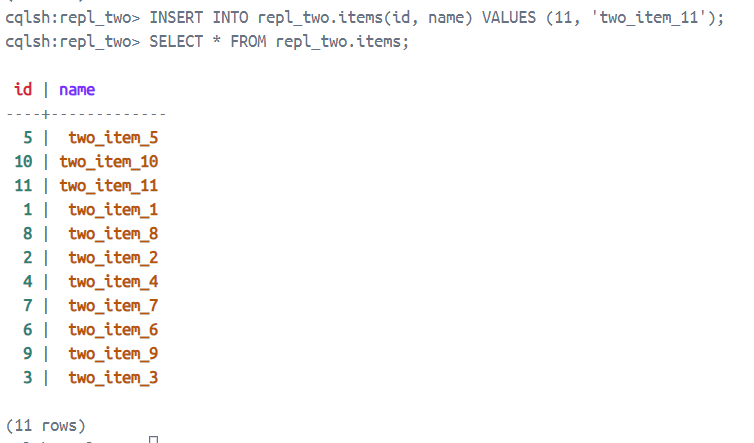 cqlsh:repl_two> INSERT INTO repl_two.items(id, name) VALUES (11, 'two_item_11');
cqlsh:repl_two> SELECT * FROM repl_two.items;
id | name
----+-------------
5 | two_item_5
10 | two_item_10
11 | two_item_11
1 | two_item_1
8 | two_item_8
2 | two_item_2
4 | two_item_4
7 | two_item_7
6 | two_item_6
9 | two_item_9
3 | two_item_3
(11 rows)